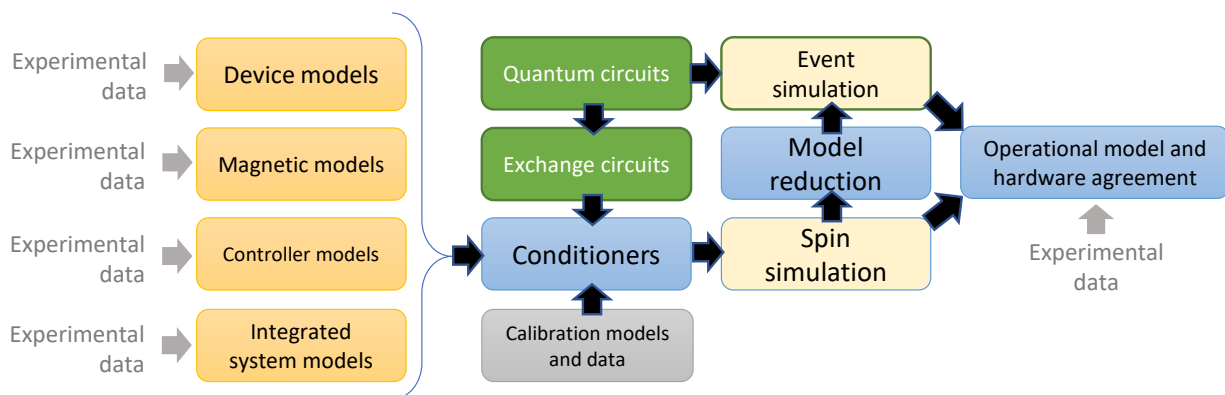 Experimental
data
Device models
Experimental
data
Magnetic models
Experimental
data
Controller models
Experimental
data
Integrated
system models
Quantum circuits
Exchange circuits
Conditioners
Calibration models
and data
Event
simulation
Model
reduction
Spin
simulation
Operational model and
hardware agreement
Experimental
data